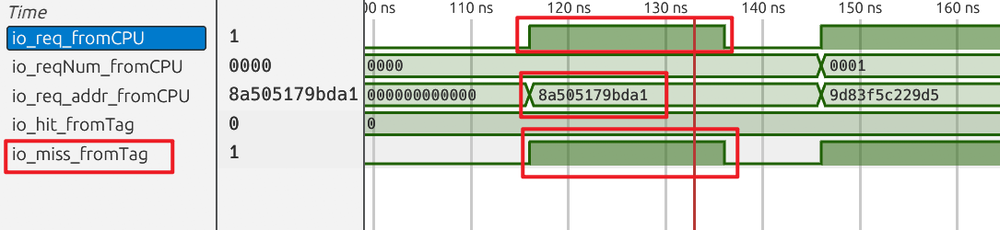 Time
00 ns 110 ns 120 ns 130 ns 140 ns 150 ns 160 ns
io_req_fromCPU 1
io_reqNum_fromCPU 0000 0000 0001
io_req_addr_fromCPU 8a505179bda1 000000000000 8a505179bda1 9d83f5c229d5
io_hit_fromTag 0 0
io_miss_fromTag 1